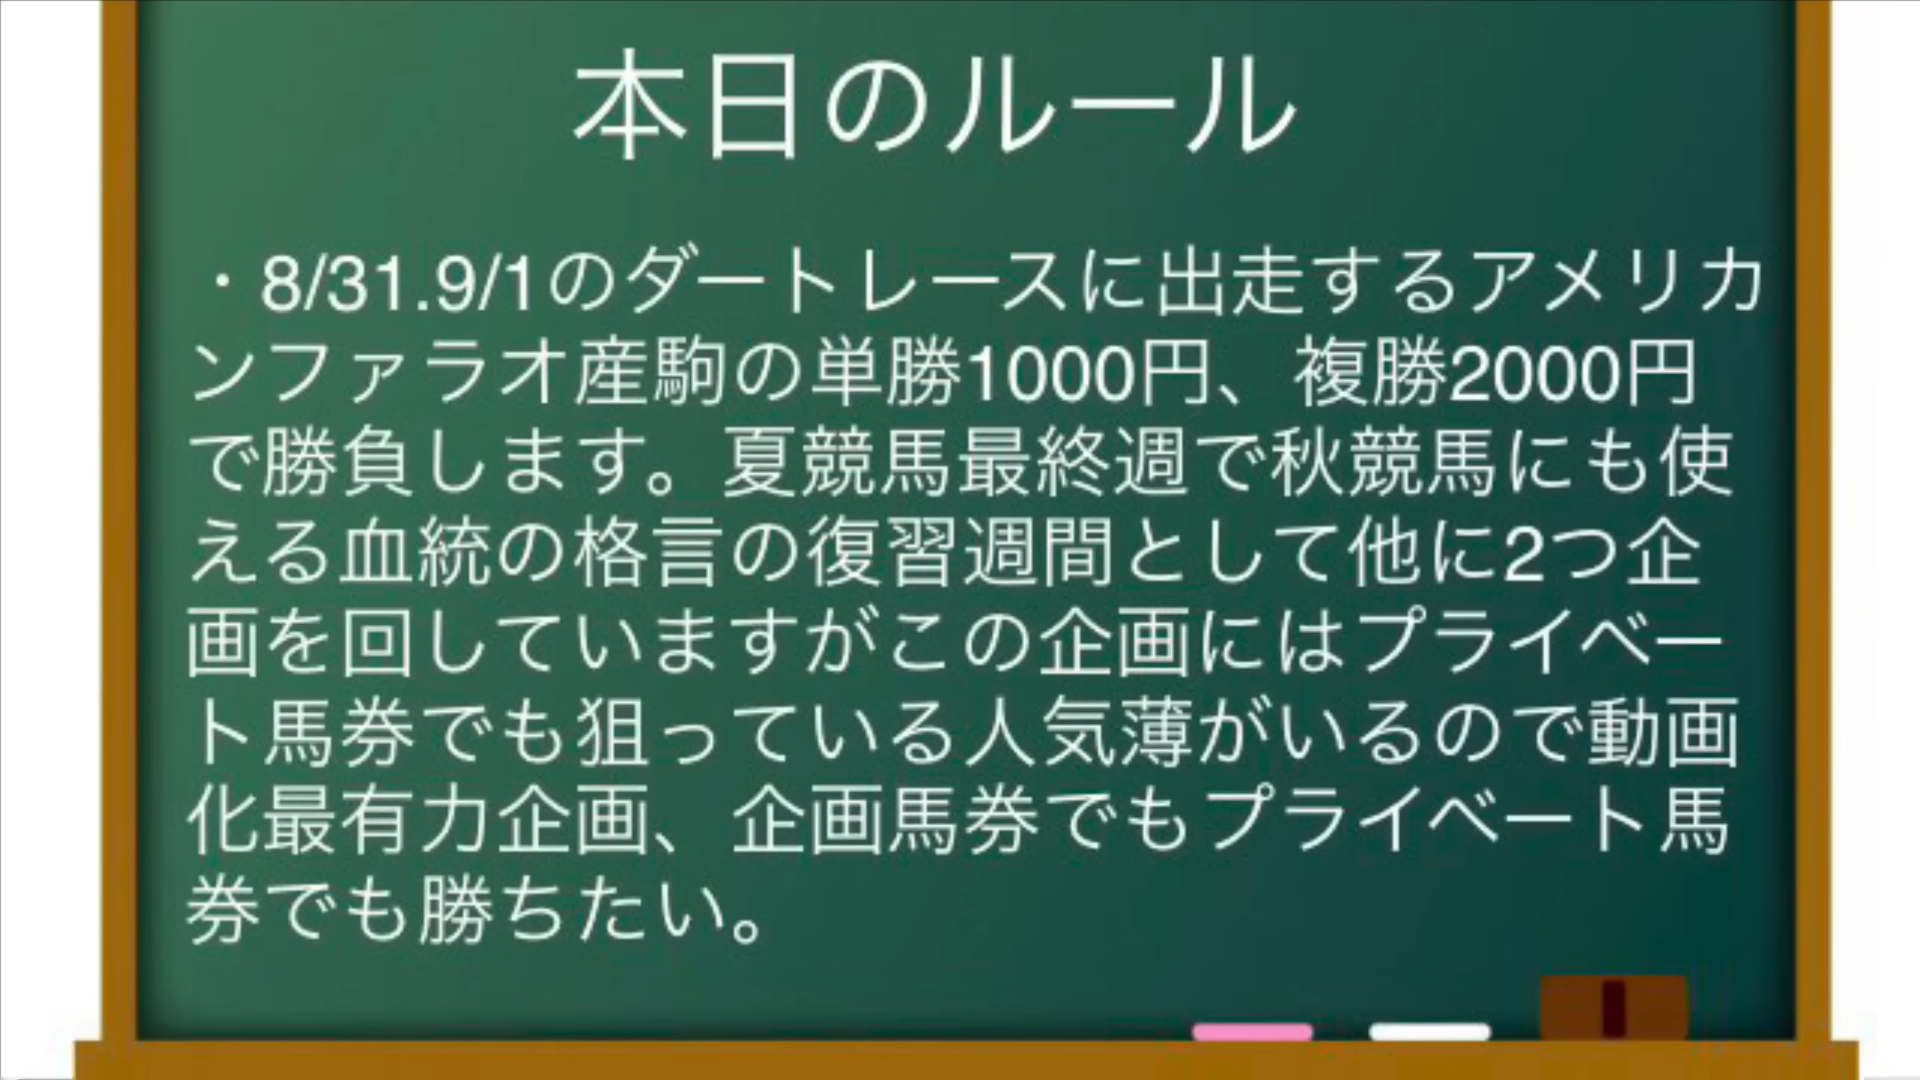 本日のルール
・8/31.9/1のダートレースに出走するアメリカ
ンファラオ産駒の単勝1000円、複勝2000円
で勝負します。夏競馬最終週で秋競馬にも使
える血統の格言の復習週間として他に2つ企
画を回していますがこの企画にはプライベー
ト馬券でも狙っている人気薄がいるので動画
化最有力企画、企画馬券でもプライベート馬
券でも勝ちたい。